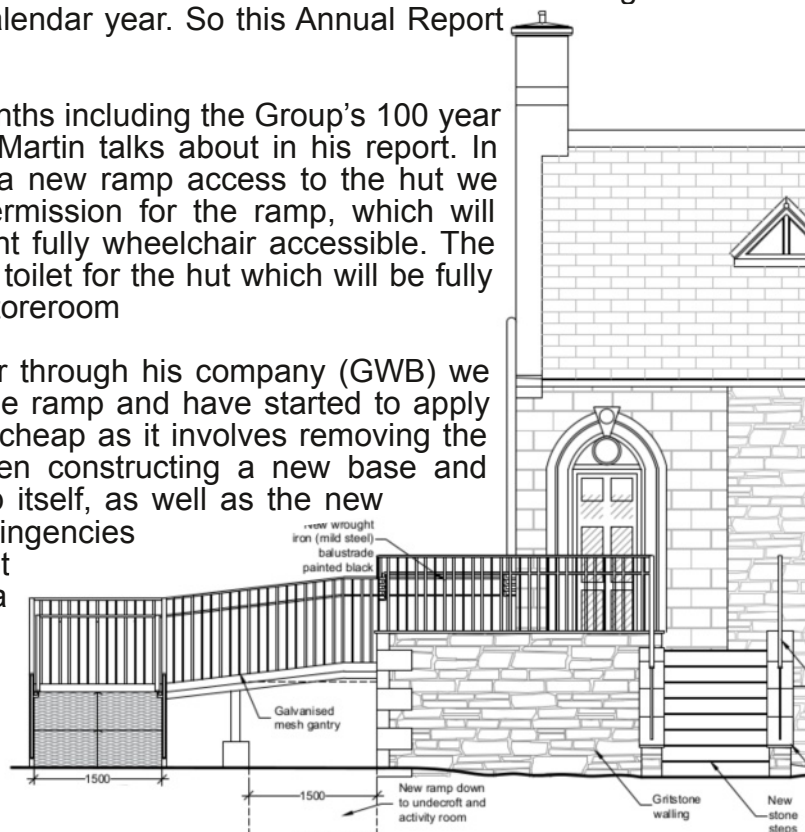 alendar year. So this Annual Report
nths including the Group's 100 year
Martin talks about in his report. In
a new ramp access to the hut we
ermission for the ramp, which will
nt fully wheelchair accessible. The
toilet for the hut which will be fully
toreroom
r through his company (GWB) we
e ramp and have started to apply
cheap as it involves removing the
en constructing a new base and
o itself, as well as the new
ingencies
t
a
New wrought
iron (mild steel)
balustrade
painted black
Galvanised
mesh gantry
1500
1500
New ramp down
to undecroft and
activity room
Gritstone
walling
New
stone
steps